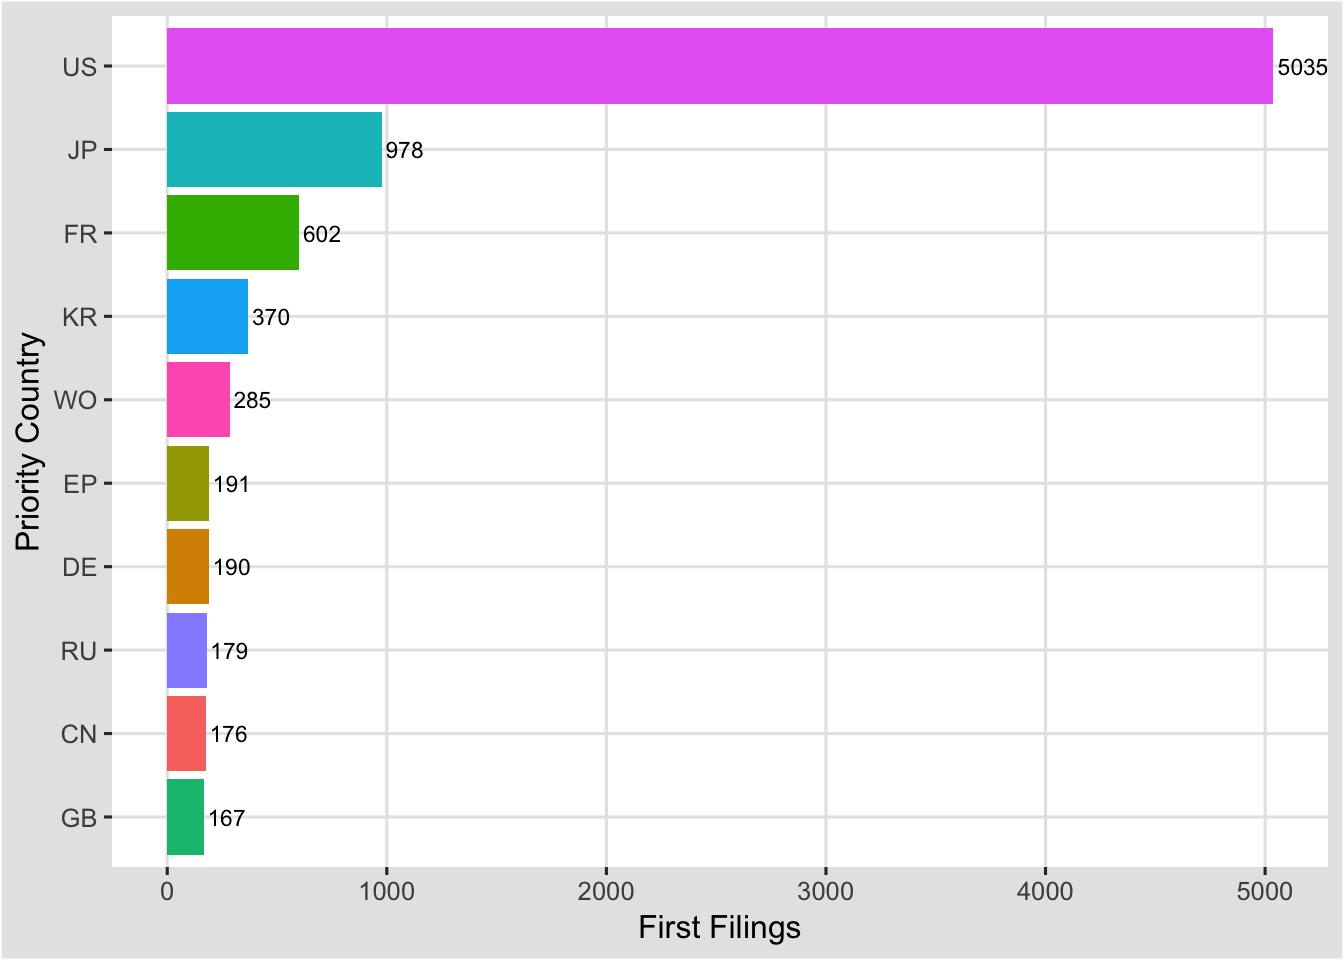 US 5035
JP 978
FR 602
KR 370
WO 285
EP 191
DE 190
RU 179
CN 176
GB 167
Priority Country
0 1000 2000 3000 4000 5000
First Filings